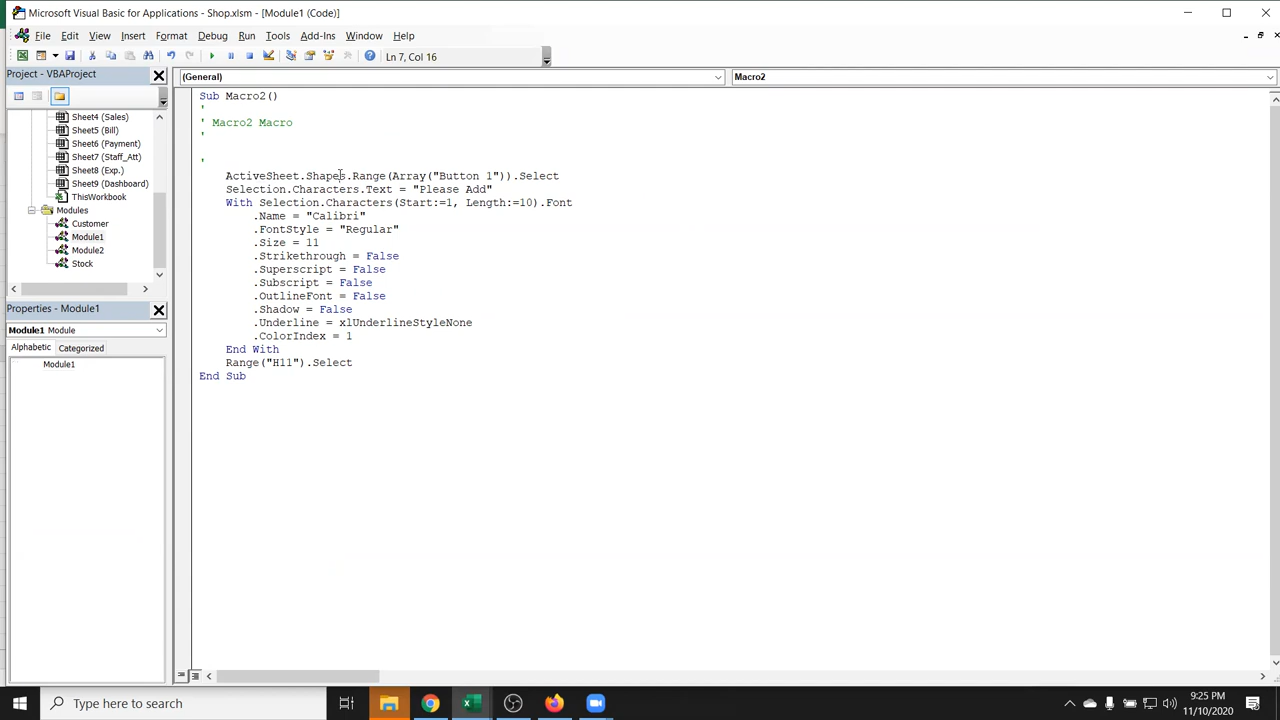 Microsoft Visual Basic for Applications - Shop.xlsm - [Module1 (Code)]
File Edit View Insert Format Debug Run Tools Add-Ins Window Help
Ln 7, Col 16
Project - VBAProject
(General)
Macro2
Sheet4 (Sales)
Sheet5 (Bill)
Sheet6 (Payment)
Sheet7 (Staff_Att)
Sheet8 (Exp.)
Sheet9 (Dashboard)
ThisWorkbook
Modules
Customer
Module1
Module2
Stock
Properties - Module1
Module1 Module
Alphabetic Categorized
Module1
Sub Macro2()
'
' Macro2 Macro
'
'
ActiveSheet.Shapes.Range(Array("Button 1")).Select
Selection.Characters.Text = "Please Add"
With Selection.Characters(Start:=1, Length:=10).Font
.Name = "Calibri"
.FontStyle = "Regular"
.Size = 11
.Strikethrough = False
.Superscript = False
.Subscript = False
.OutlineFont = False
.Shadow = False
.Underline = xlUnderlineStyleNone
.ColorIndex = 1
End With
Range("H11").Select
End Sub
Type here to search
9:25 PM
11/10/2020